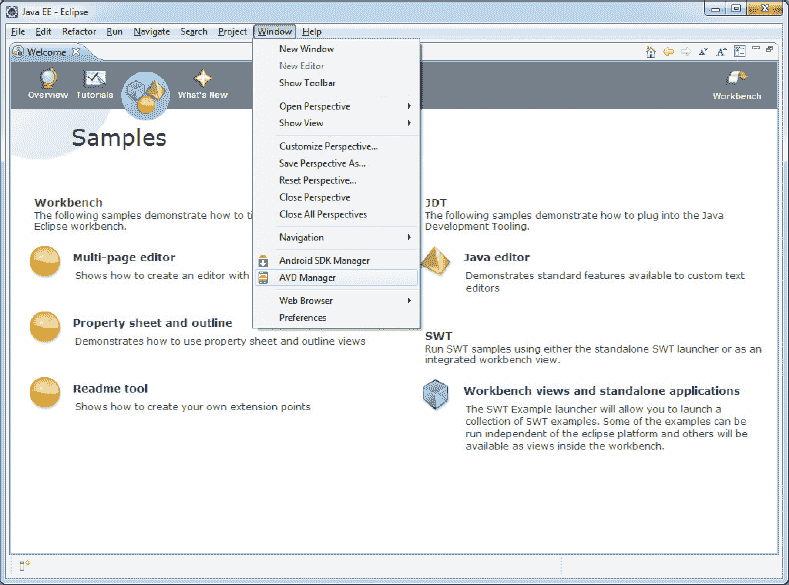 Java EE - Eclipse
File Edit Refactor Run Navigate Search Project Window Help
Welcome
Overview Tutorials What's New Workbench
Samples
New Window
New Editor
Show Toolbar
Open Perspective
Show View
Customize Perspective...
Save Perspective As...
Reset Perspective...
Close Perspective
Close All Perspectives
Navigation
Android SDK Manager
AVD Manager
Web Browser
Preferences
Workbench
The following samples demonstrate how to ti
Eclipse workbench.
Multi-page editor
Shows how to create an editor with
Property sheet and outline
Demonstrates how to use property sheet and outline views
Readme tool
Shows how to create your own extension points
JDT
The following samples demonstrate how to plug into the Java
Development Tooling.
Java editor
Demonstrates standard features available to custom text
editors
SWT
Run SWT samples using either the standalone SWT launcher or as an
integrated workbench view.
Workbench views and standalone applications
The SWT Example launcher will allow you to launch a
collection of SWT examples. Some of the examples can be
run independent of the eclipse platform and others will be
available as views inside the workbench.